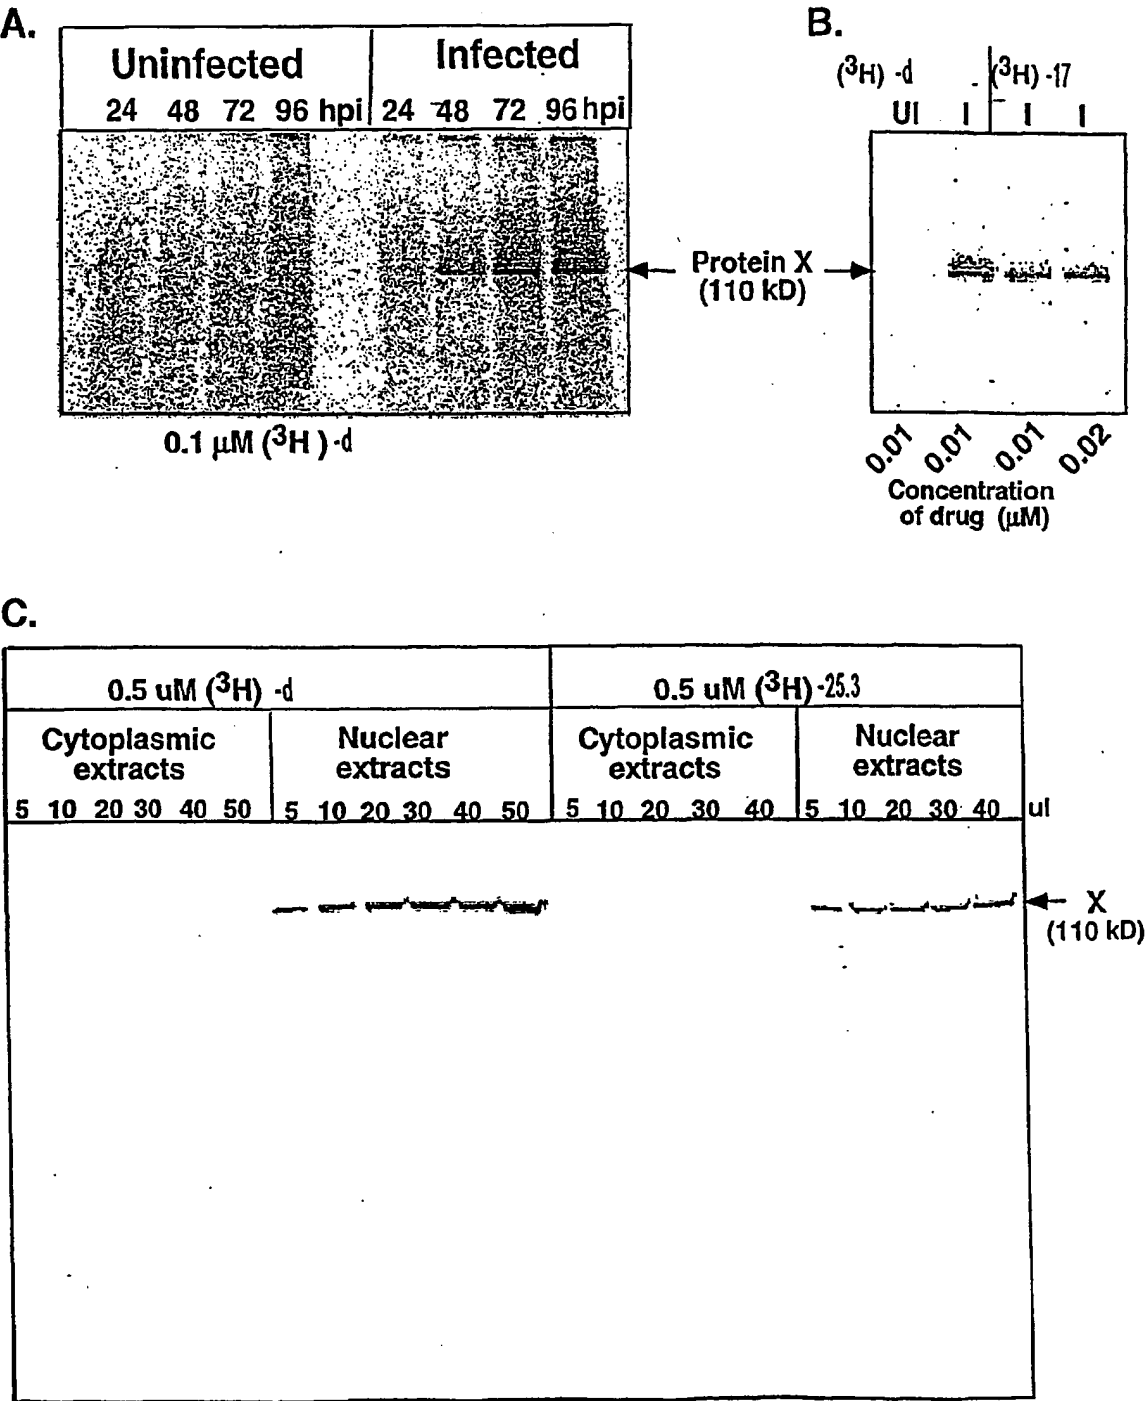 A.
Uninfected
Infected
24 48 72 96 hpi
24 48 72 96 hpi
0.1 µM (³H) -d
Protein X
(110 kD)
B.
(³H) -d
(³H) -17
UI I I I
0.01 0.01 0.01 0.02
Concentration
of drug (µM)
C.
0.5 uM (³H) -d
0.5 uM (³H) -25.3
Cytoplasmic
extracts
Nuclear
extracts
Cytoplasmic
extracts
Nuclear
extracts
5 10 20 30 40 50
5 10 20 30 40 50
5 10 20 30 40
5 10 20 30 40 ul
X
(110 kD)